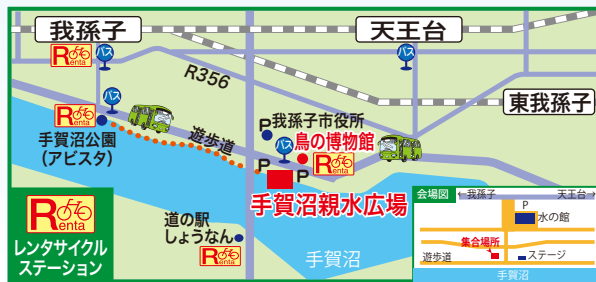 我孫子
天王台
Renta
バス
バス
R356
東我孫子
バス
Renta
手賀沼公園
(アビスタ)
遊歩道
P
我孫子市役所
バス
鳥の博物館
Renta
P
P
手賀沼親水広場
Renta
レンタサイクル
ステーション
道の駅
しょうなん
Renta
手賀沼
会場図
←我孫子
天王台→
P
水の館
集合場所
遊歩道
ステージ
手賀沼